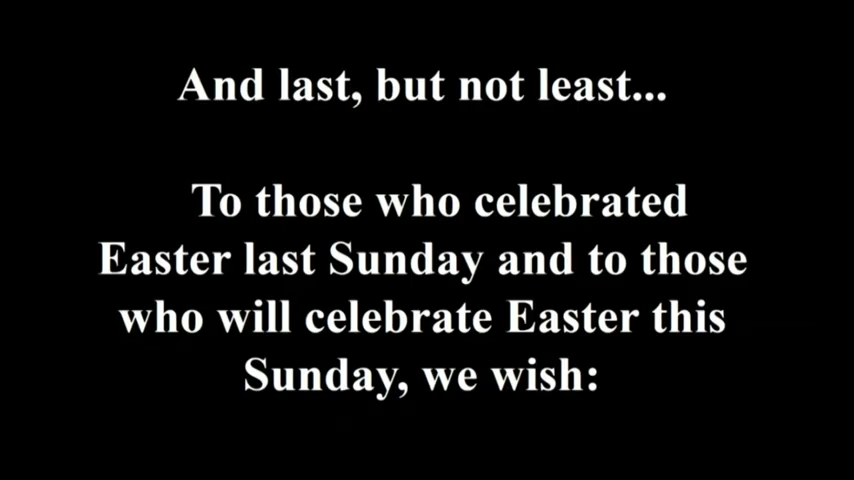 And last, but not least...
To those who celebrated
Easter last Sunday and to those
who will celebrate Easter this
Sunday, we wish: